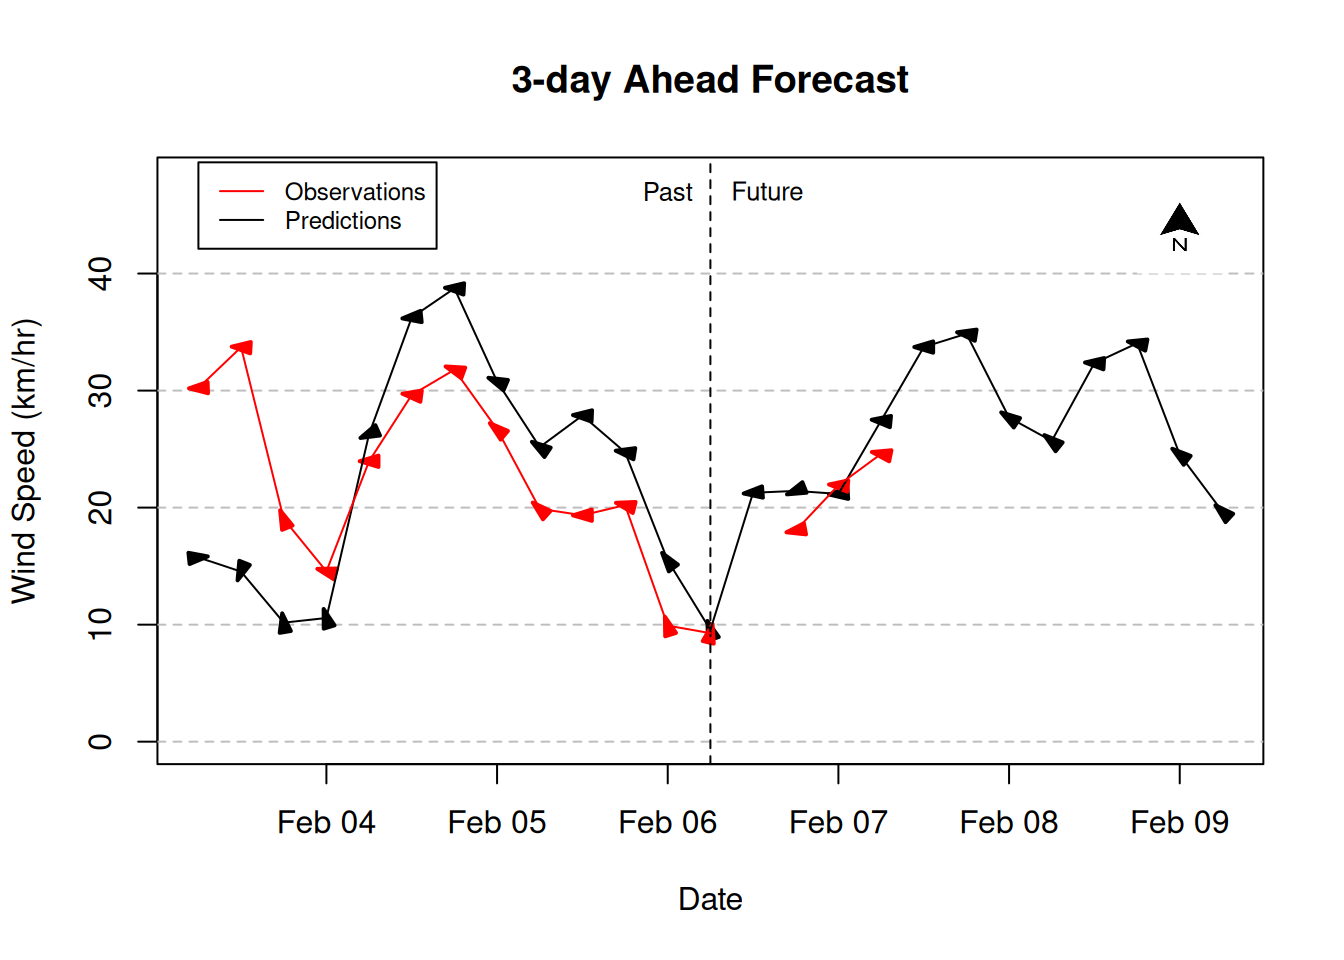 3-day Ahead Forecast
Observations
Predictions
Past
Future
N
Wind Speed (km/hr)
40
30
20
10
0
Feb 04
Feb 05
Feb 06
Feb 07
Feb 08
Feb 09
Date